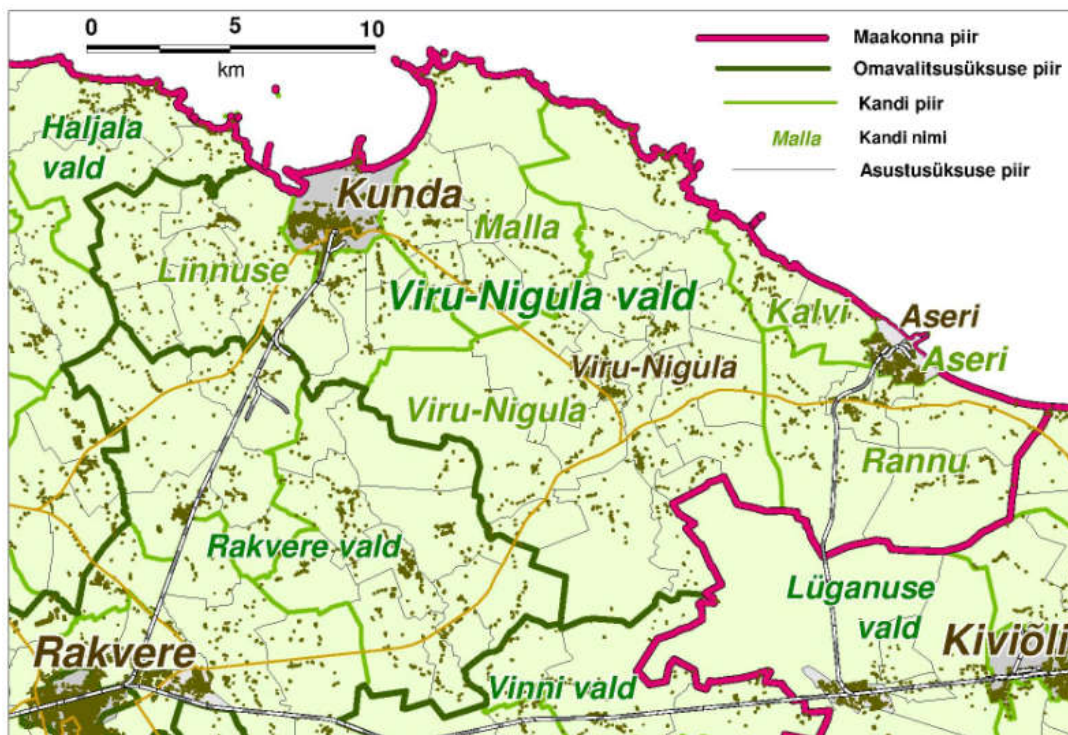 0 5 10
km
Maakonna piir
Omavalitsusüksuse piir
Kandi piir
Malla Kandi nimi
Asustusüksuse piir
Haljala
vald
Kunda
Malla
Linnuse
Viru-Nigula vald
Kalvi
Aseri
Aseri
Viru-Nigula
Viru-Nigula
Rannu
Rakvere vald
Lüganuse
vald
Rakvere
Kiviõli
Vinni vald